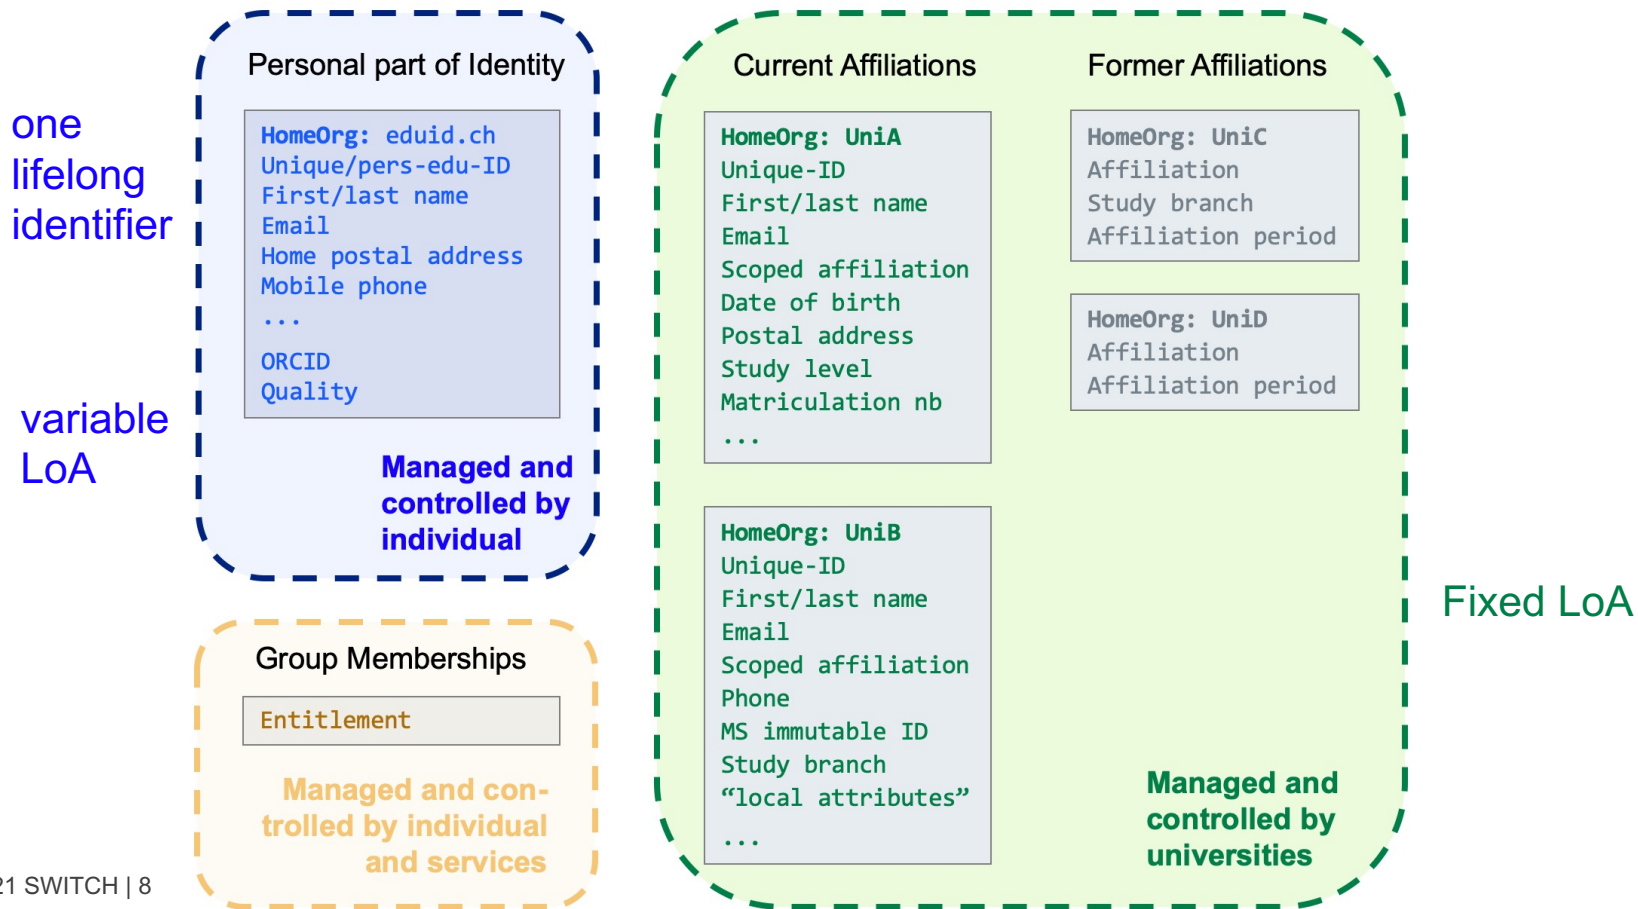 one
lifelong
identifier
variable
LoA
Personal part of Identity
HomeOrg: eduid.ch
Unique/pers-edu-ID
First/last name
Email
Home postal address
Mobile phone
...
ORCID
Quality
Managed and
controlled by
individual
Group Memberships
Entitlement
Managed and con-
trolled by individual
and services
Current Affiliations
HomeOrg: UniA
Unique-ID
First/last name
Email
Scoped affiliation
Date of birth
Postal address
Study level
Matriculation nb
...
HomeOrg: UniB
Unique-ID
First/last name
Email
Scoped affiliation
Phone
MS immutable ID
Study branch
“local attributes”
...
Former Affiliations
HomeOrg: UniC
Affiliation
Study branch
Affiliation period
HomeOrg: UniD
Affiliation
Affiliation period
Managed and
controlled by
universities
Fixed LoA
21 SWITCH | 8